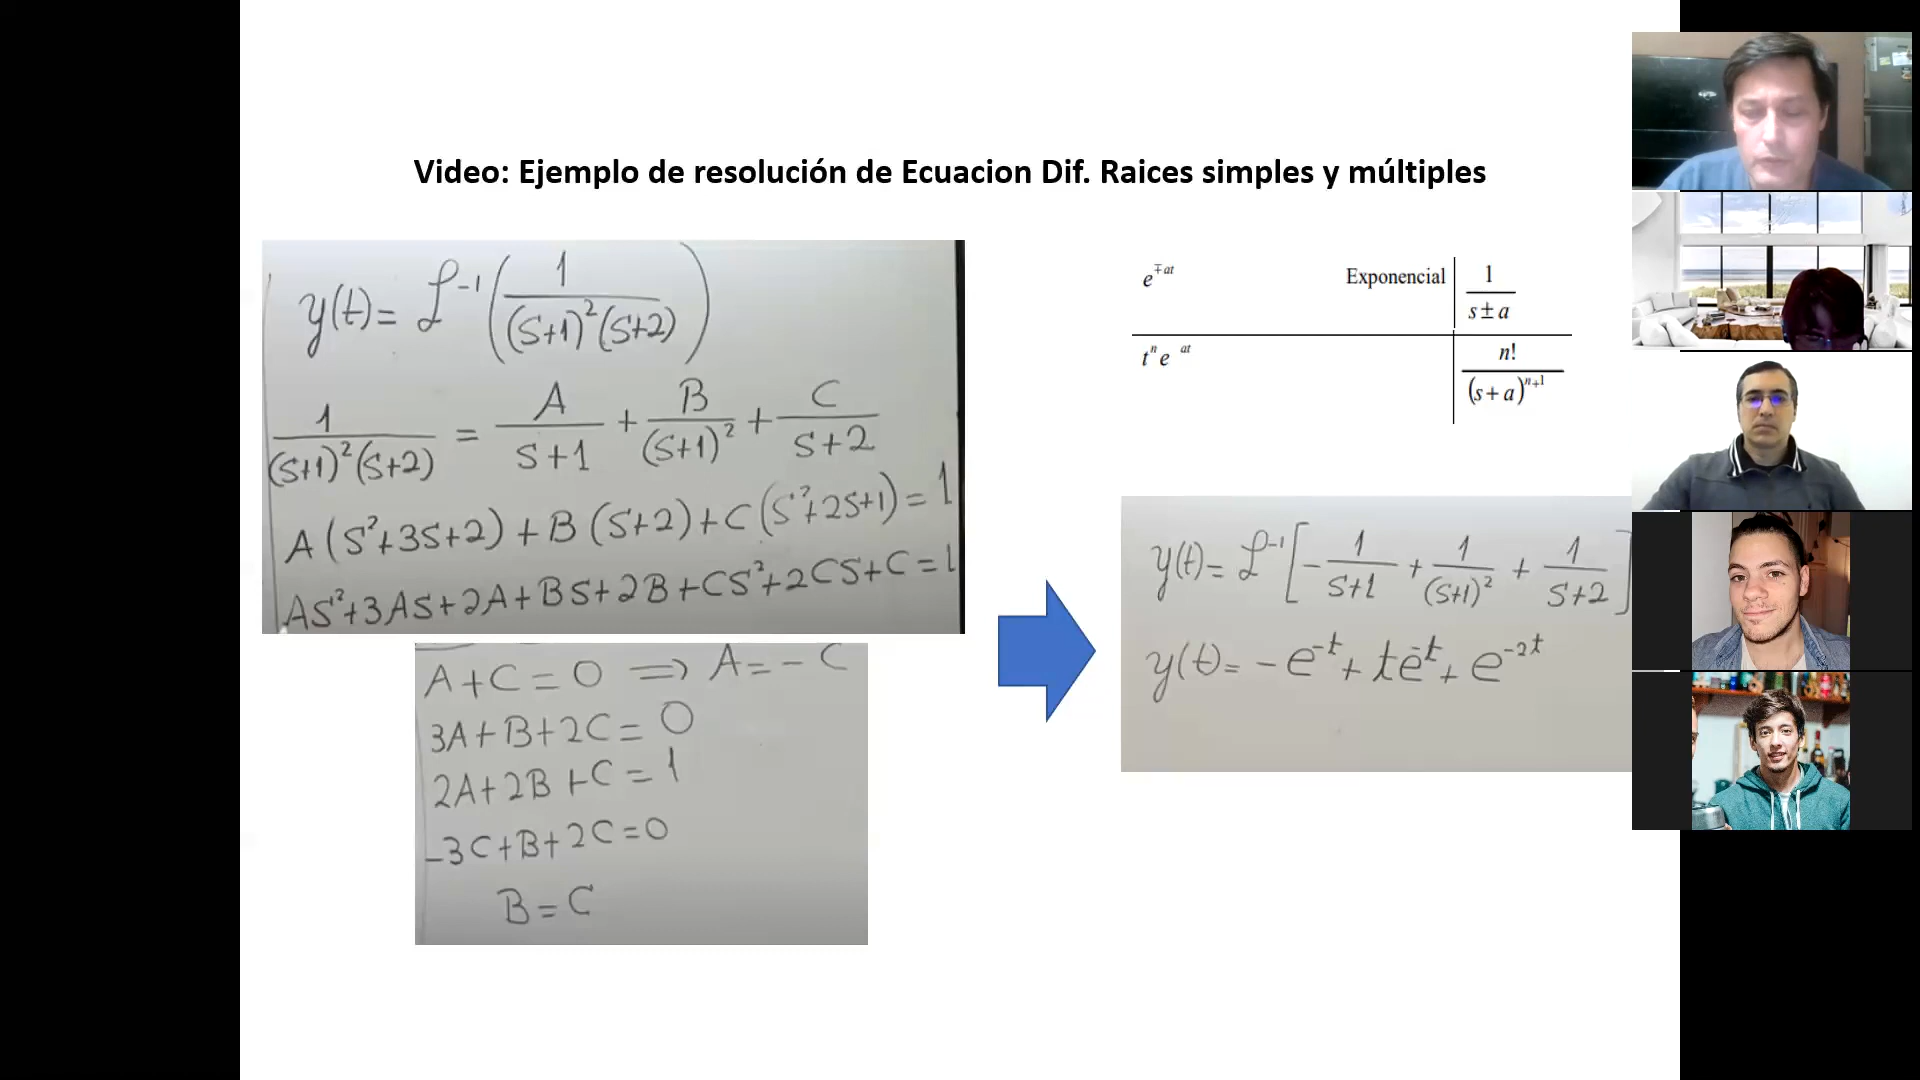 Video: Ejemplo de resolución de Ecuacion Dif. Raices simples y múltiples
y(t)= ℒ⁻¹(1/((S+1)²(S+2)))
1/((S+1)²(S+2)) = A/(S+1) + B/(S+1)² + C/(S+2)
A(S²+3S+2)+B(S+2)+C(S²+2S+1)=1
AS²+3AS+2A+BS+2B+CS²+2CS+C=1
A+C=0 ⟹ A=-C
3A+B+2C=0
2A+2B+C=1
-3C+B+2C=0
B=C
e^∓at Exponencial 1/(s±a)
tⁿe^at n!/(s+a)ⁿ⁺¹
y(t)= ℒ⁻¹[-1/(S+1) + 1/(S+1)² + 1/(S+2)]
y(t)= -e^-t + te^-t + e^-2t